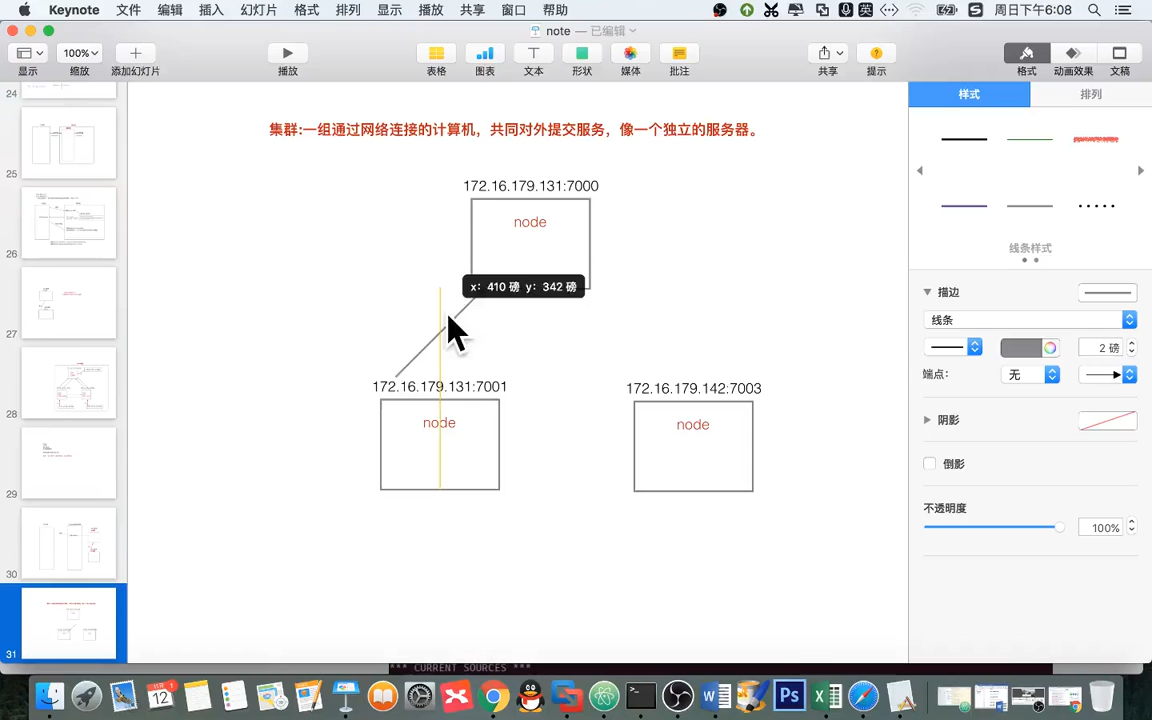 Keynote 文件 编辑 插入 幻灯片 格式 排列 显示 播放 共享 窗口 帮助 英 周日下午6:08
note — 已编辑
100%
显示 缩放 添加幻灯片 播放 表格 图表 文本 形状 媒体 批注 共享 提示 格式 动画效果 文稿
样式 排列
24
25
26
27
28
29
30
31
集群:一组通过网络连接的计算机，共同对外提交服务，像一个独立的服务器。
172.16.179.131:7000
node
x: 410 磅 y: 342 磅
172.16.179.131:7001
node
172.16.179.142:7003
node
线条样式
描边
线条
2 磅
端点: 无
阴影
倒影
不透明度
100%
*** CURRENT SOURCES ***
12
Ps